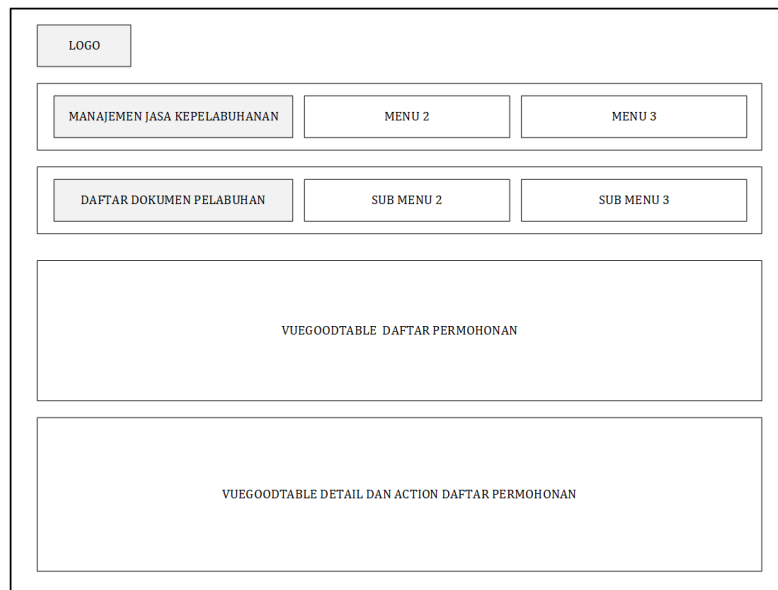 LOGO
MANAJEMEN JASA KEPELABUHANAN
MENU 2
MENU 3
DAFTAR DOKUMEN PELABUHAN
SUB MENU 2
SUB MENU 3
VUEGOODTABLE DAFTAR PERMOHONAN
VUEGOODTABLE DETAIL DAN ACTION DAFTAR PERMOHONAN